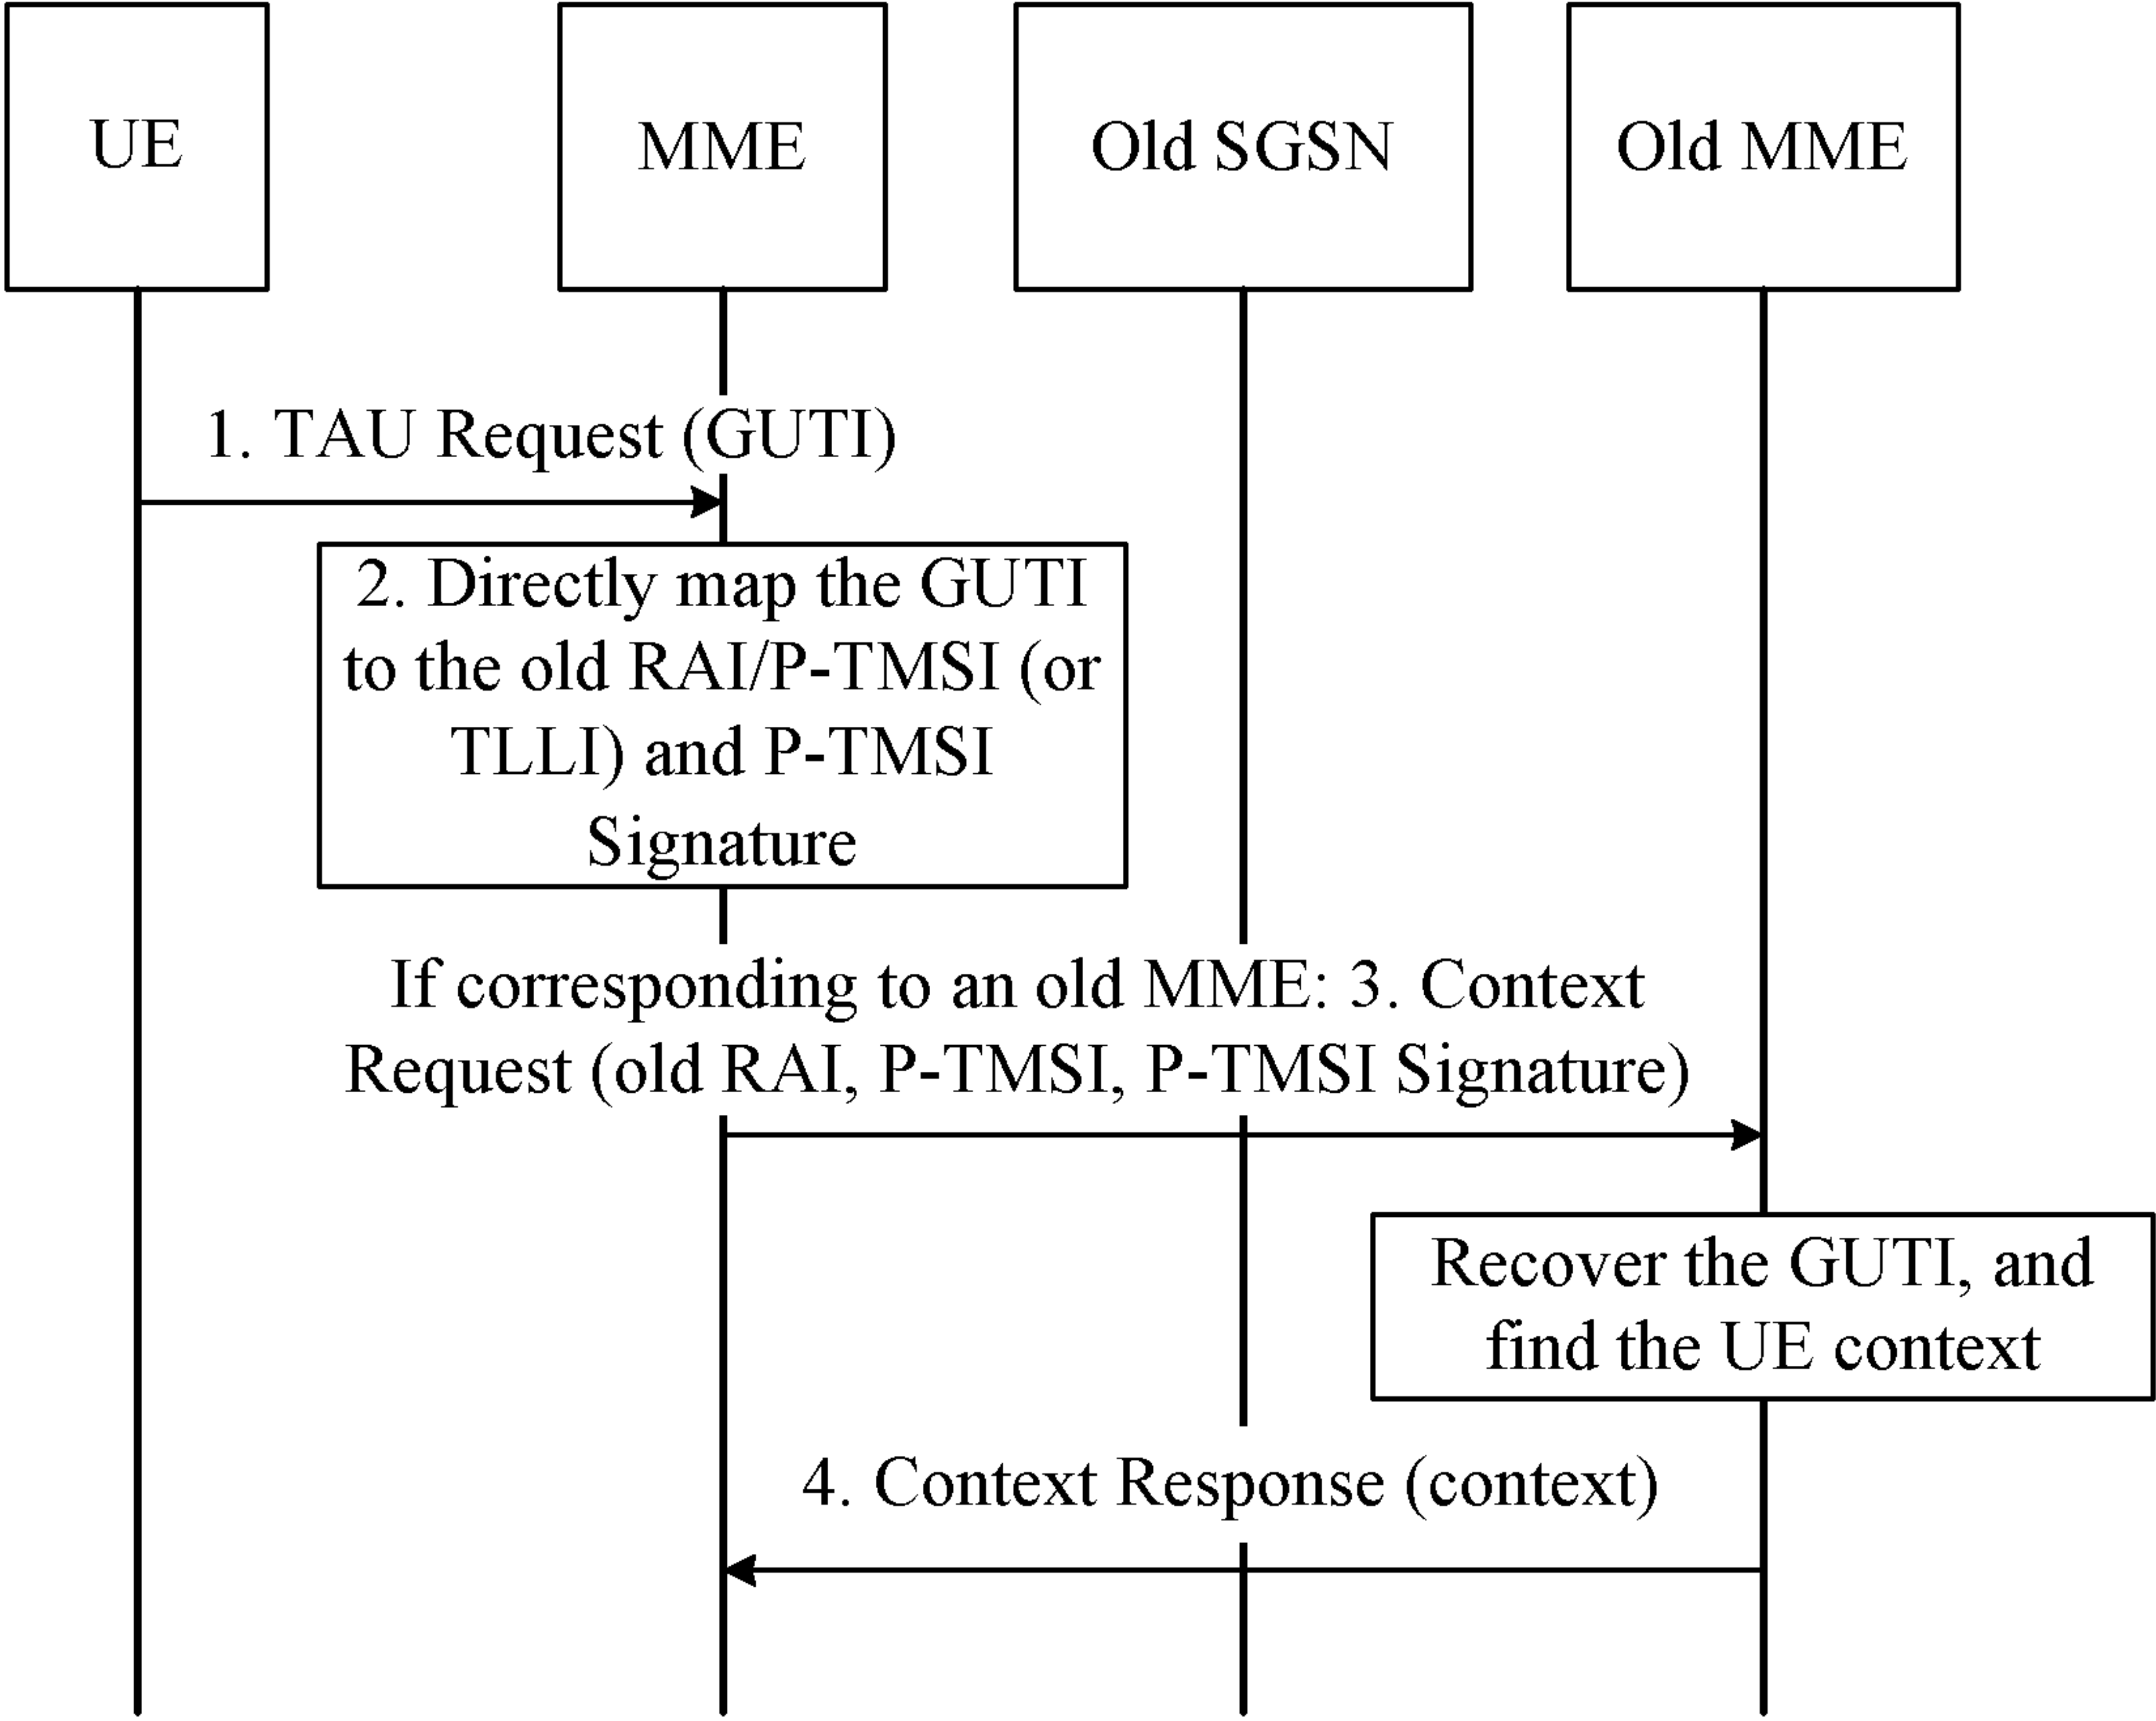 UE
MME
Old SGSN
Old MME
1. TAU Request (GUTI)
2. Directly map the GUTI
to the old RAI/P-TMSI (or
TLLI) and P-TMSI
Signature
If corresponding to an old MME: 3. Context
Request (old RAI, P-TMSI, P-TMSI Signature)
Recover the GUTI, and
find the UE context
4. Context Response (context)